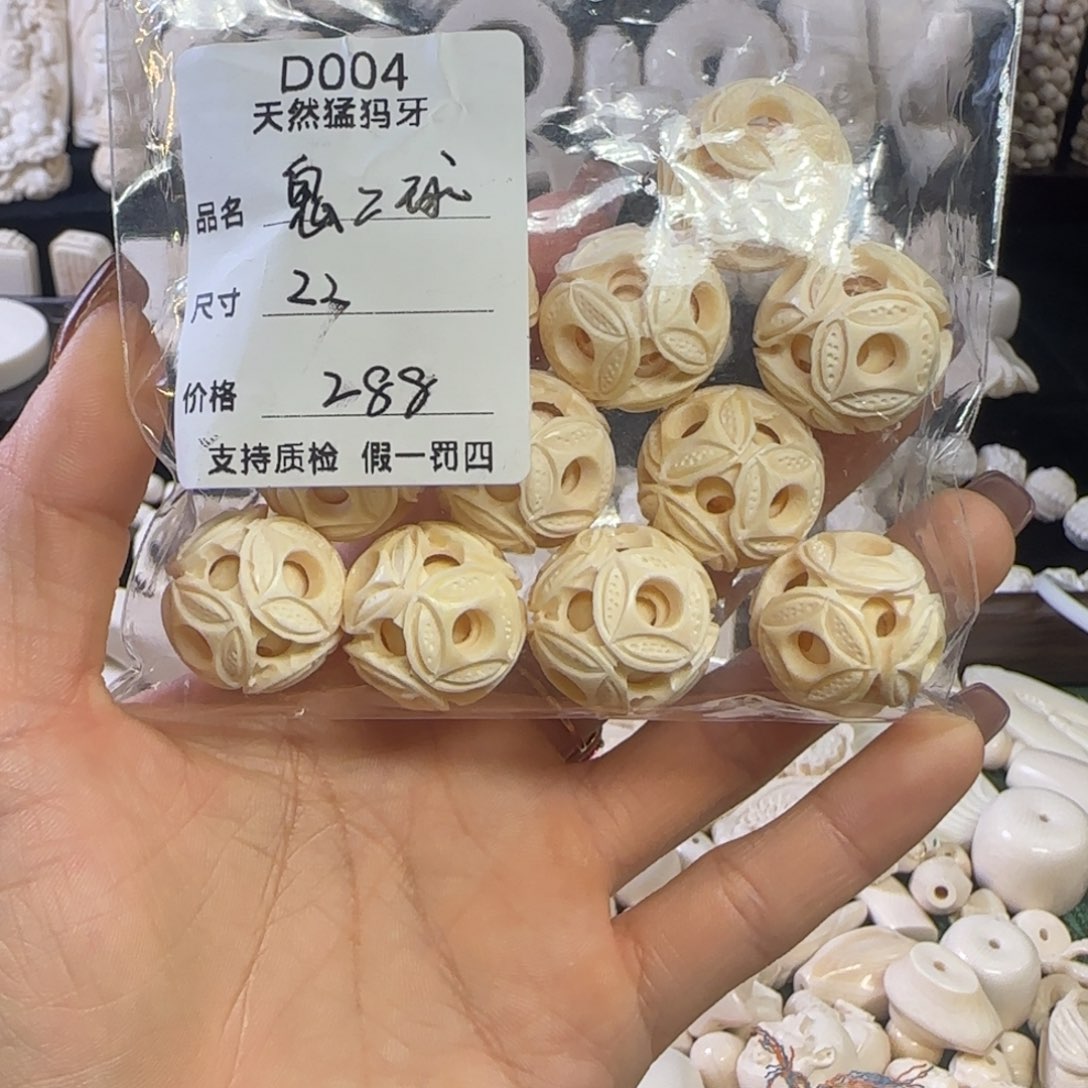 D004
天然猛犸牙
品名 鬼工球
尺寸 22
价格 288
支持质检 假一罚四